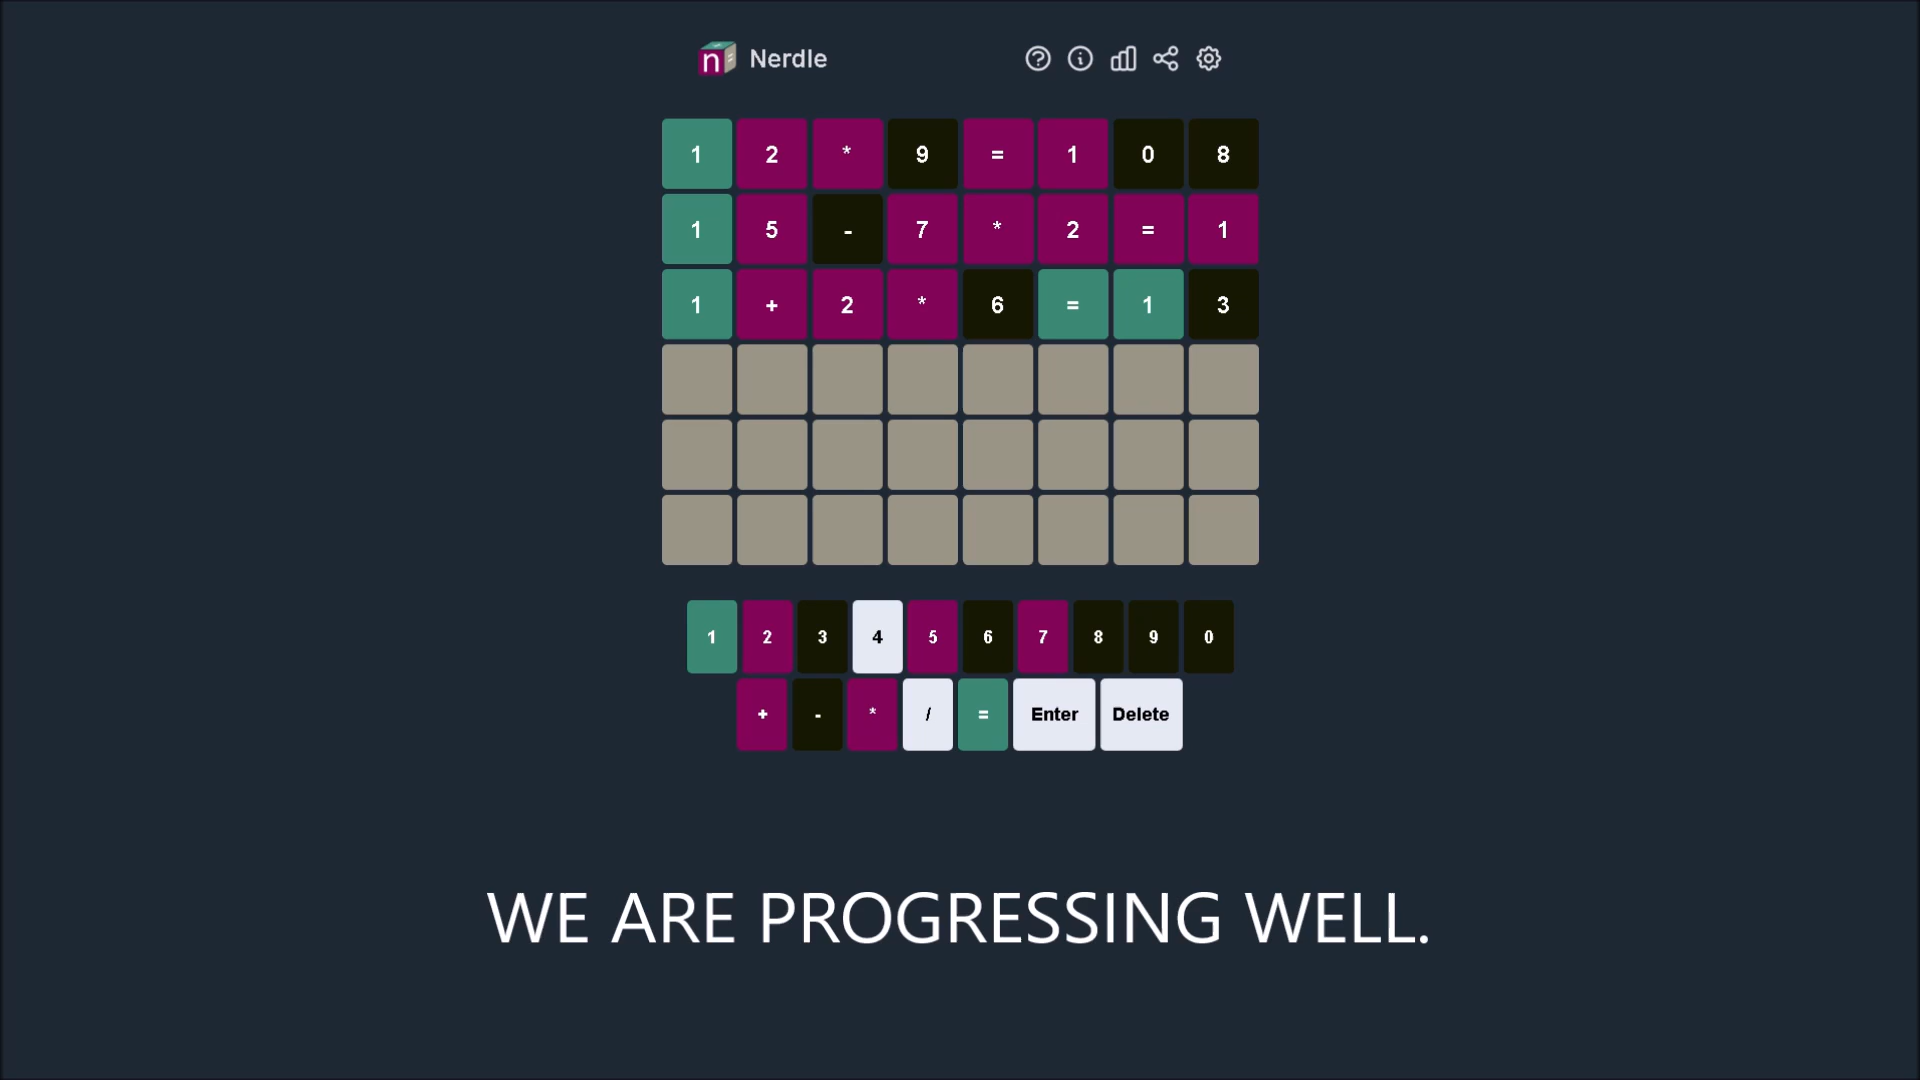 n Nerdle
1 2 * 9 = 1 0 8
1 5 - 7 * 2 = 1
1 + 2 * 6 = 1 3
1 2 3 4 5 6 7 8 9 0
+ - * / = Enter Delete
WE ARE PROGRESSING WELL.